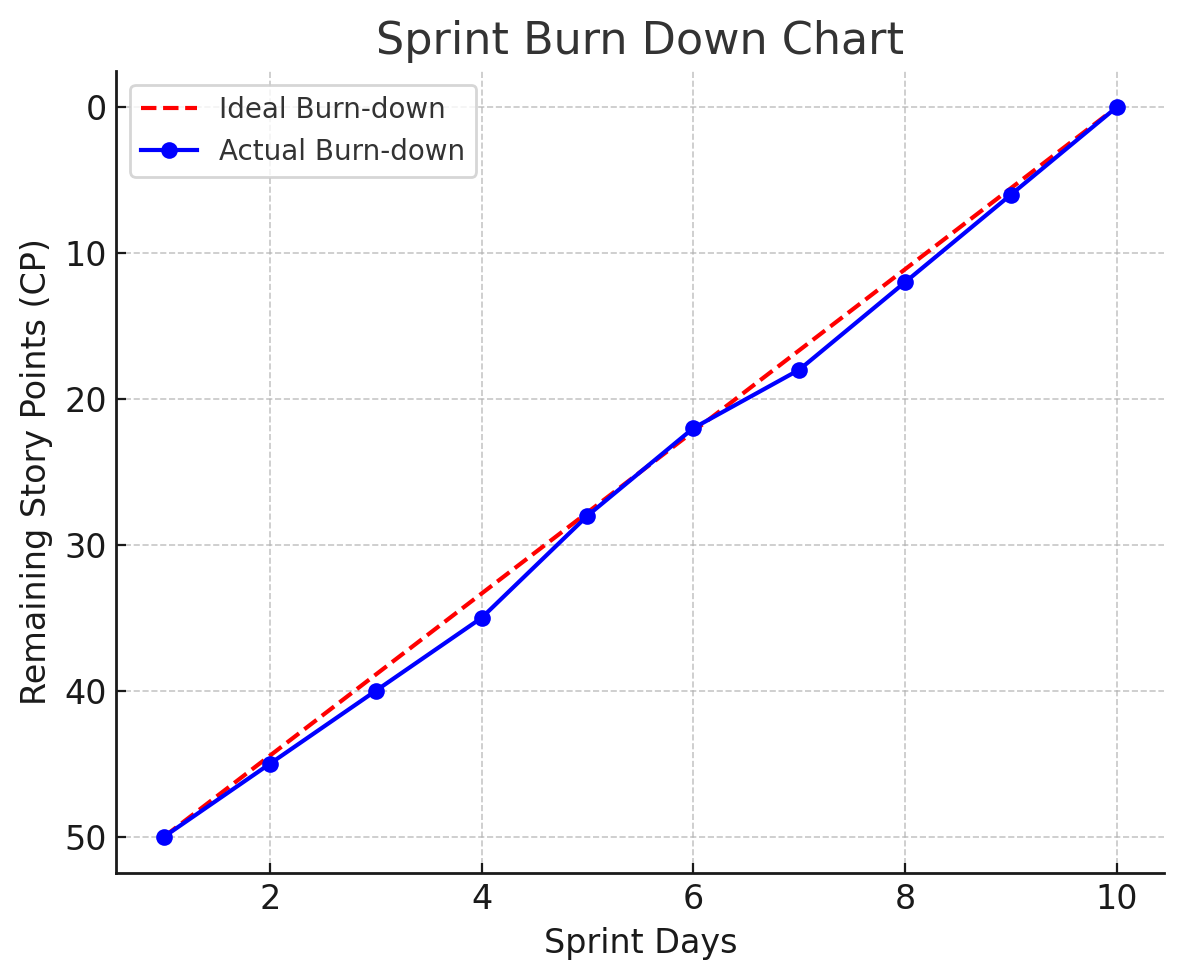 Sprint Burn Down Chart
Ideal Burn-down
Actual Burn-down
Remaining Story Points (CP)
0
10
20
30
40
50
2
4
6
8
10
Sprint Days